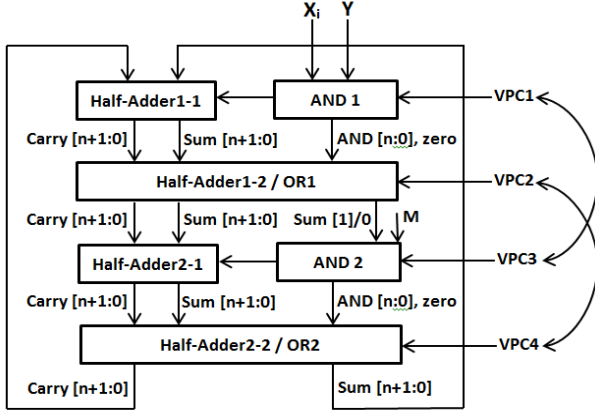 Xi Y
Half-Adder1-1 AND 1 VPC1
Carry [n+1:0] Sum [n+1:0] AND [n:0], zero
Half-Adder1-2 / OR1 VPC2
Carry [n+1:0] Sum [n+1:0] Sum [1]/0 M
Half-Adder2-1 AND 2 VPC3
Carry [n+1:0] Sum [n+1:0] AND [n:0], zero
Half-Adder2-2 / OR2 VPC4
Carry [n+1:0] Sum [n+1:0]